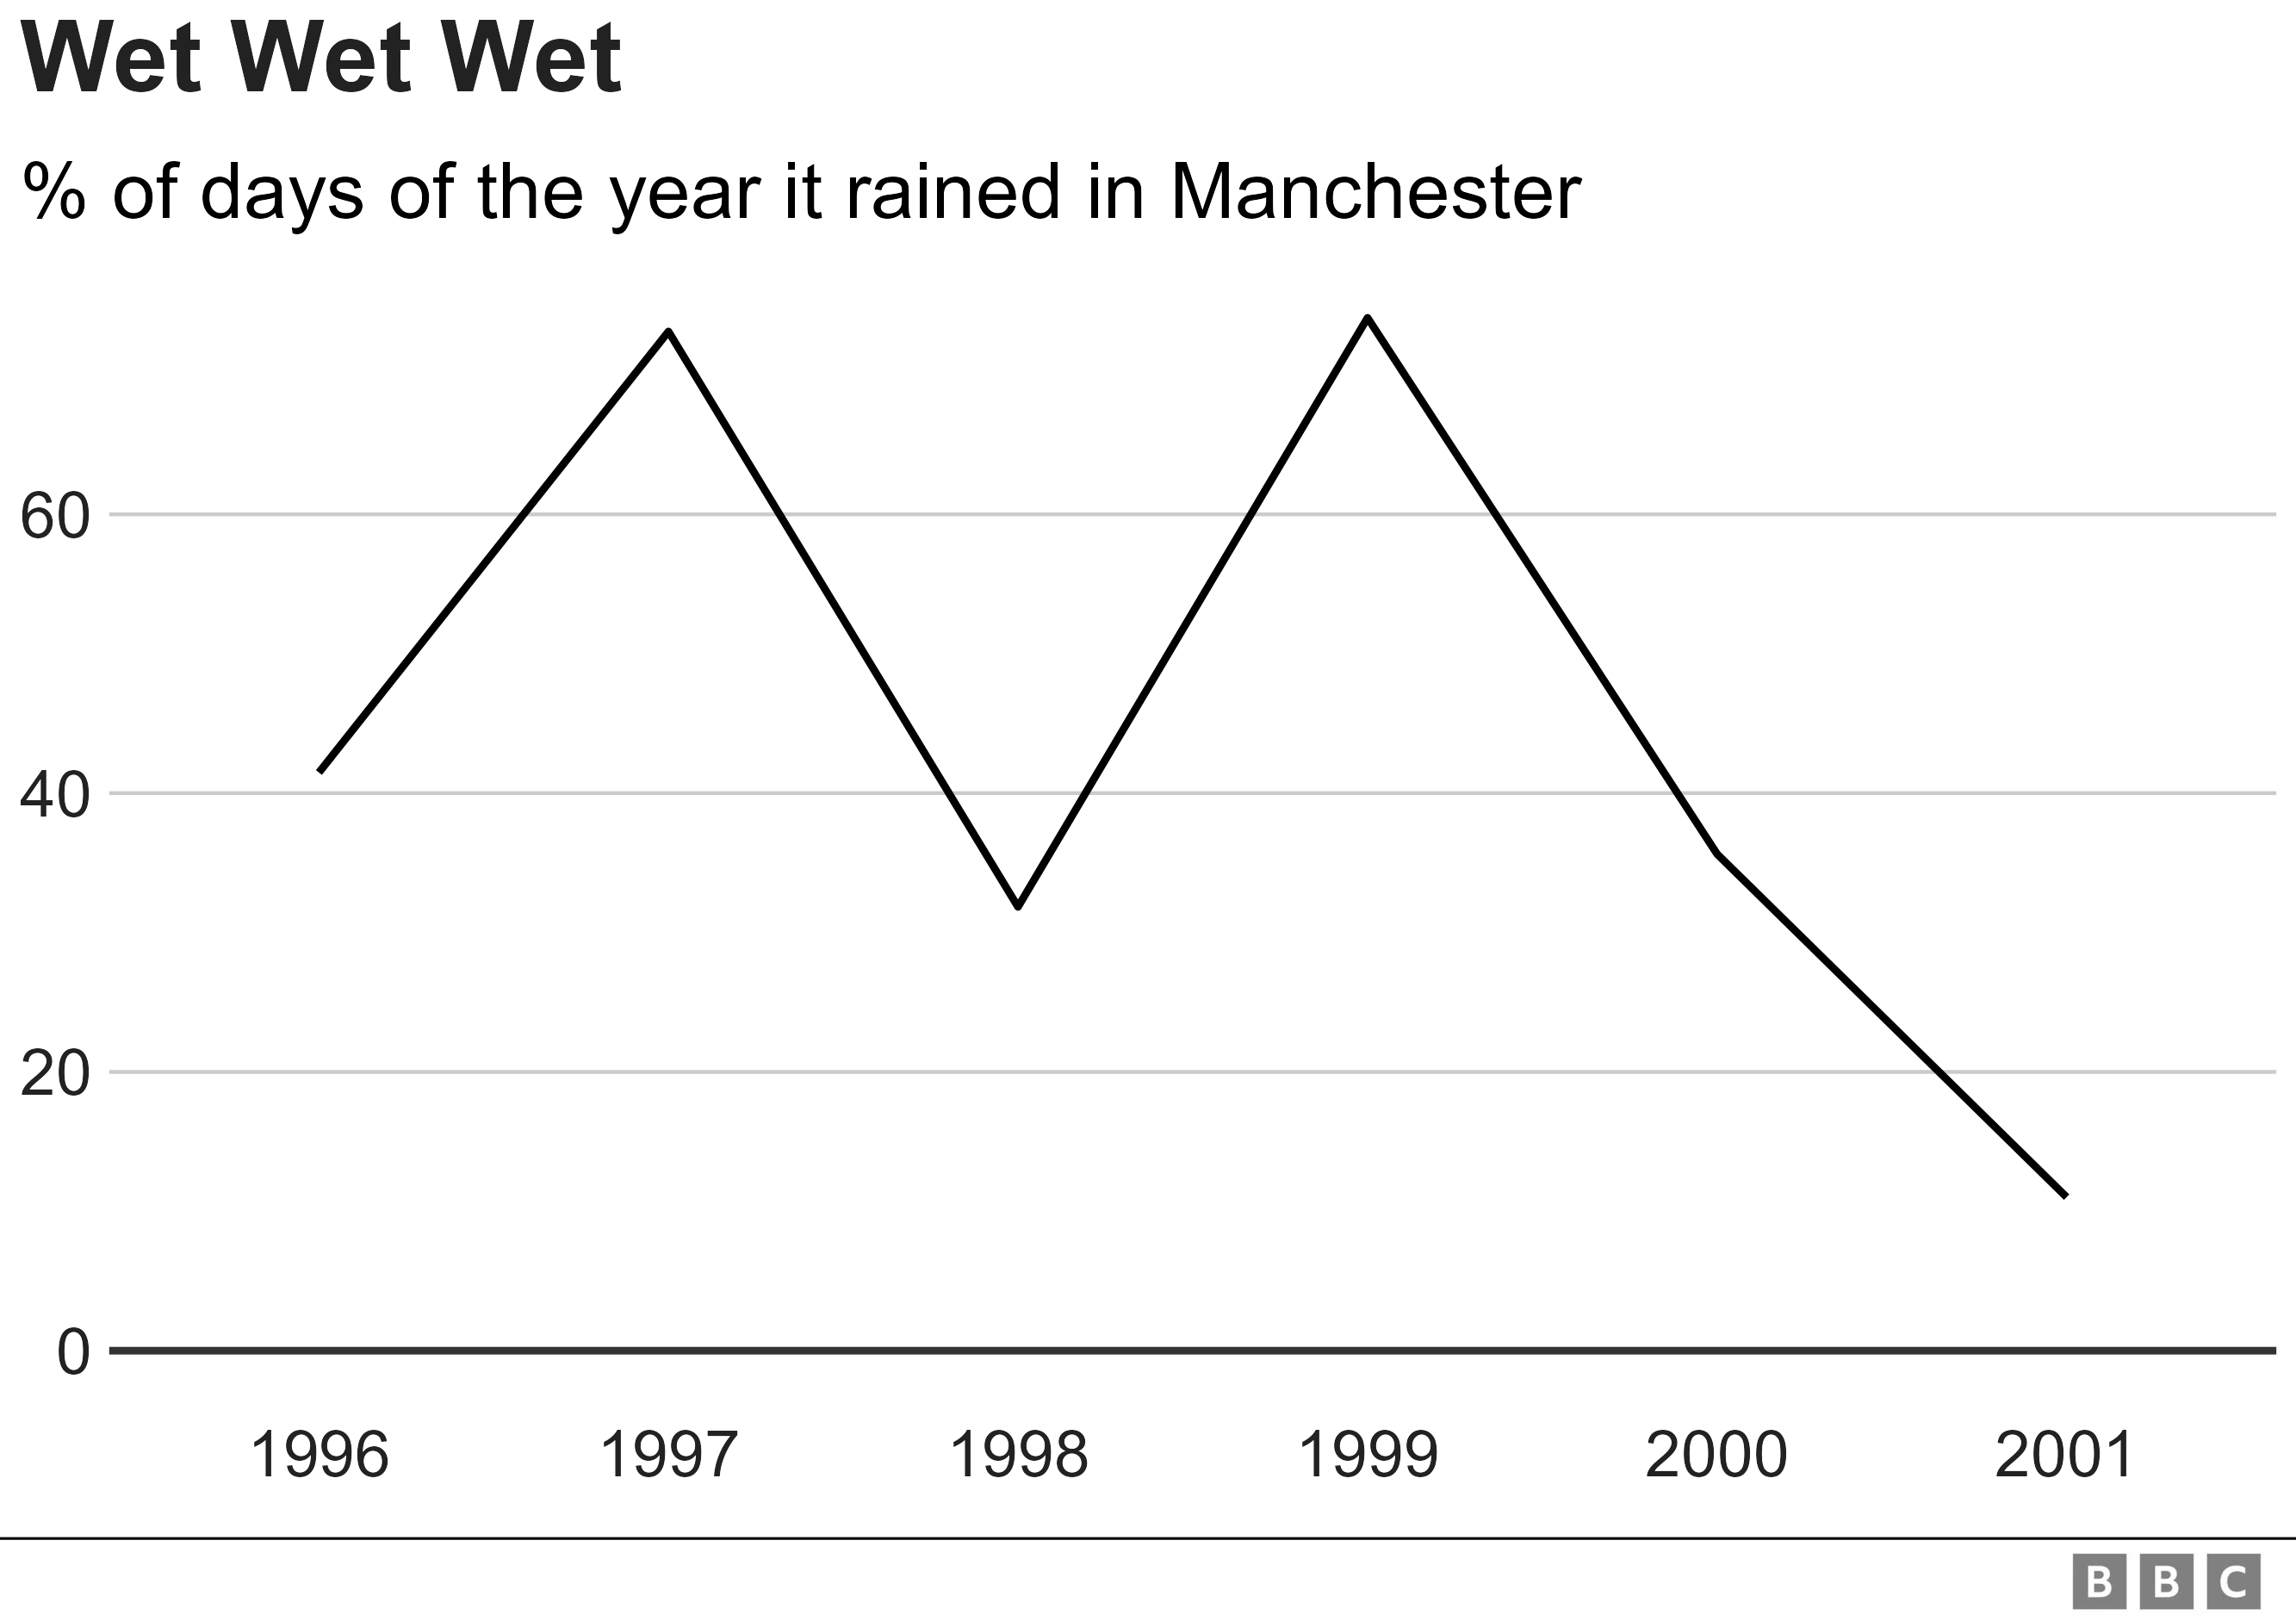 Wet Wet Wet
% of days of the year it rained in Manchester
60
40
20
0
1996 1997 1998 1999 2000 2001
BBC